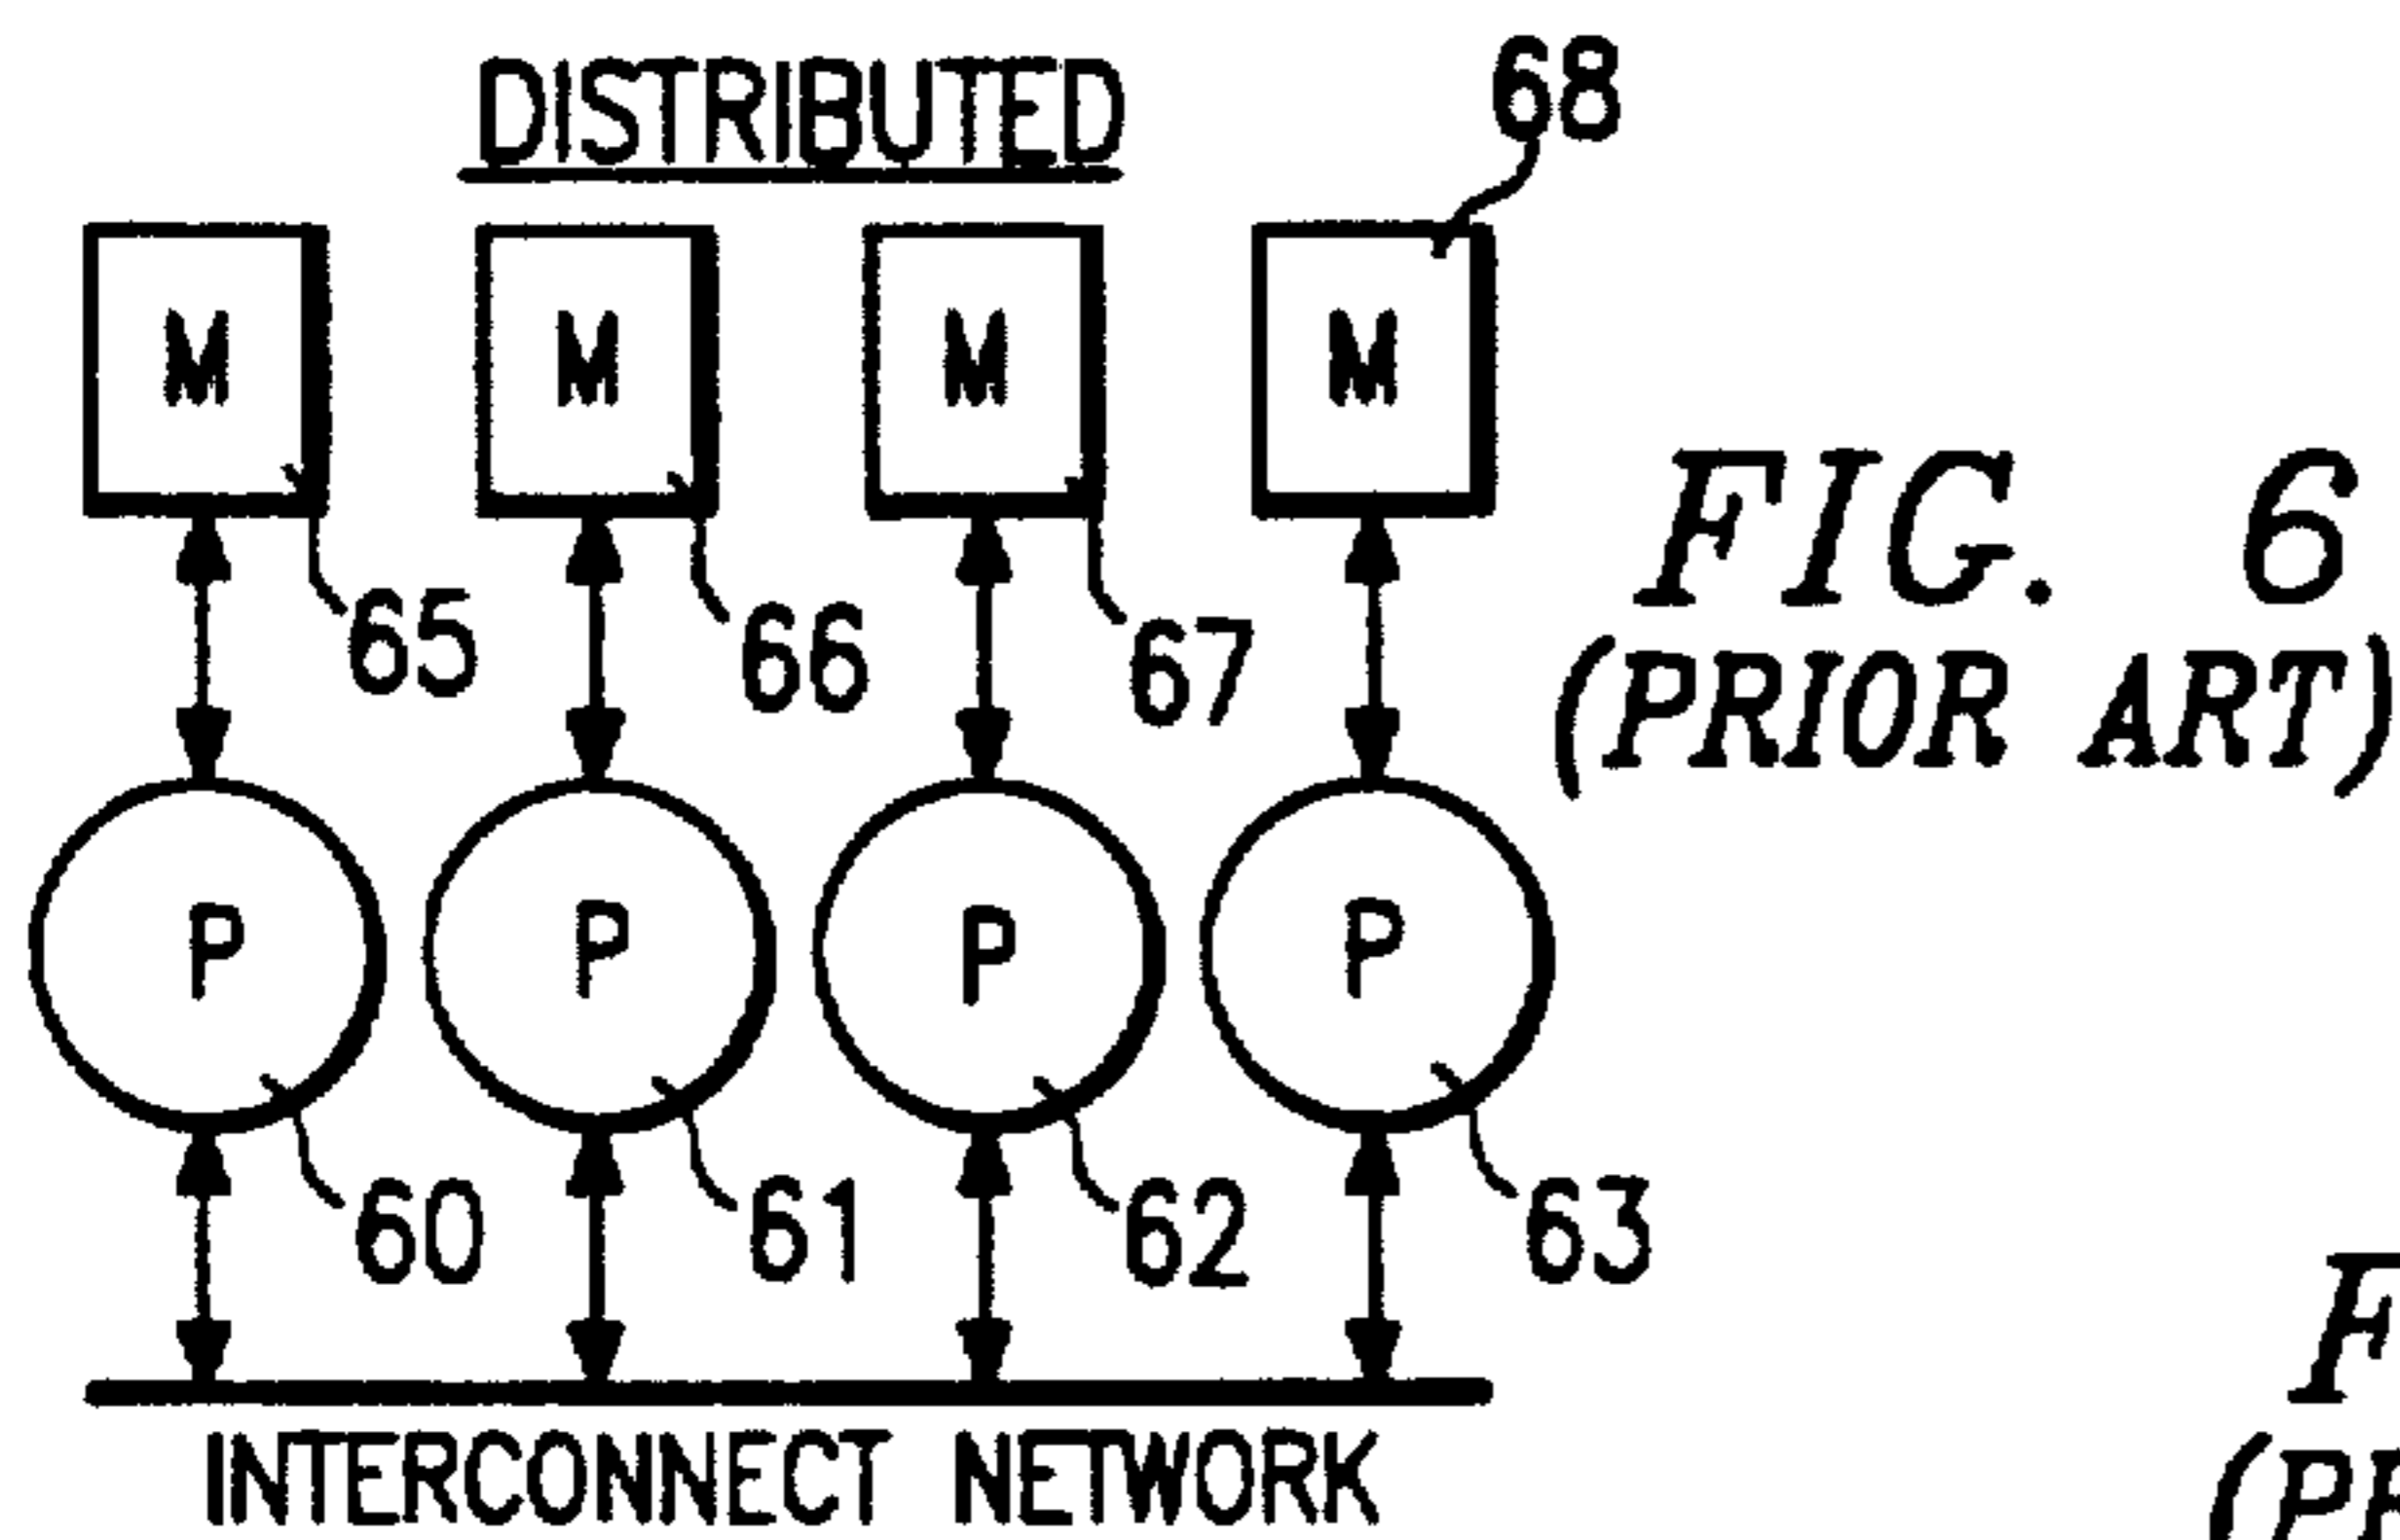 DISTRIBUTED
68
M M M M
65 66 67
FIG. 6
(PRIOR ART)
P P P P
60 61 62 63
INTERCONNECT NETWORK